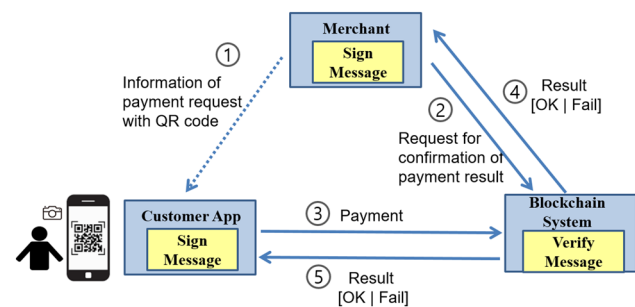 Merchant
Sign
Message
①
Information of
payment request
with QR code
②
Request for
confirmation of
payment result
④
Result
[OK | Fail]
Customer App
Sign
Message
③ Payment
Blockchain
System
Verify
Message
⑤ Result
[OK | Fail]